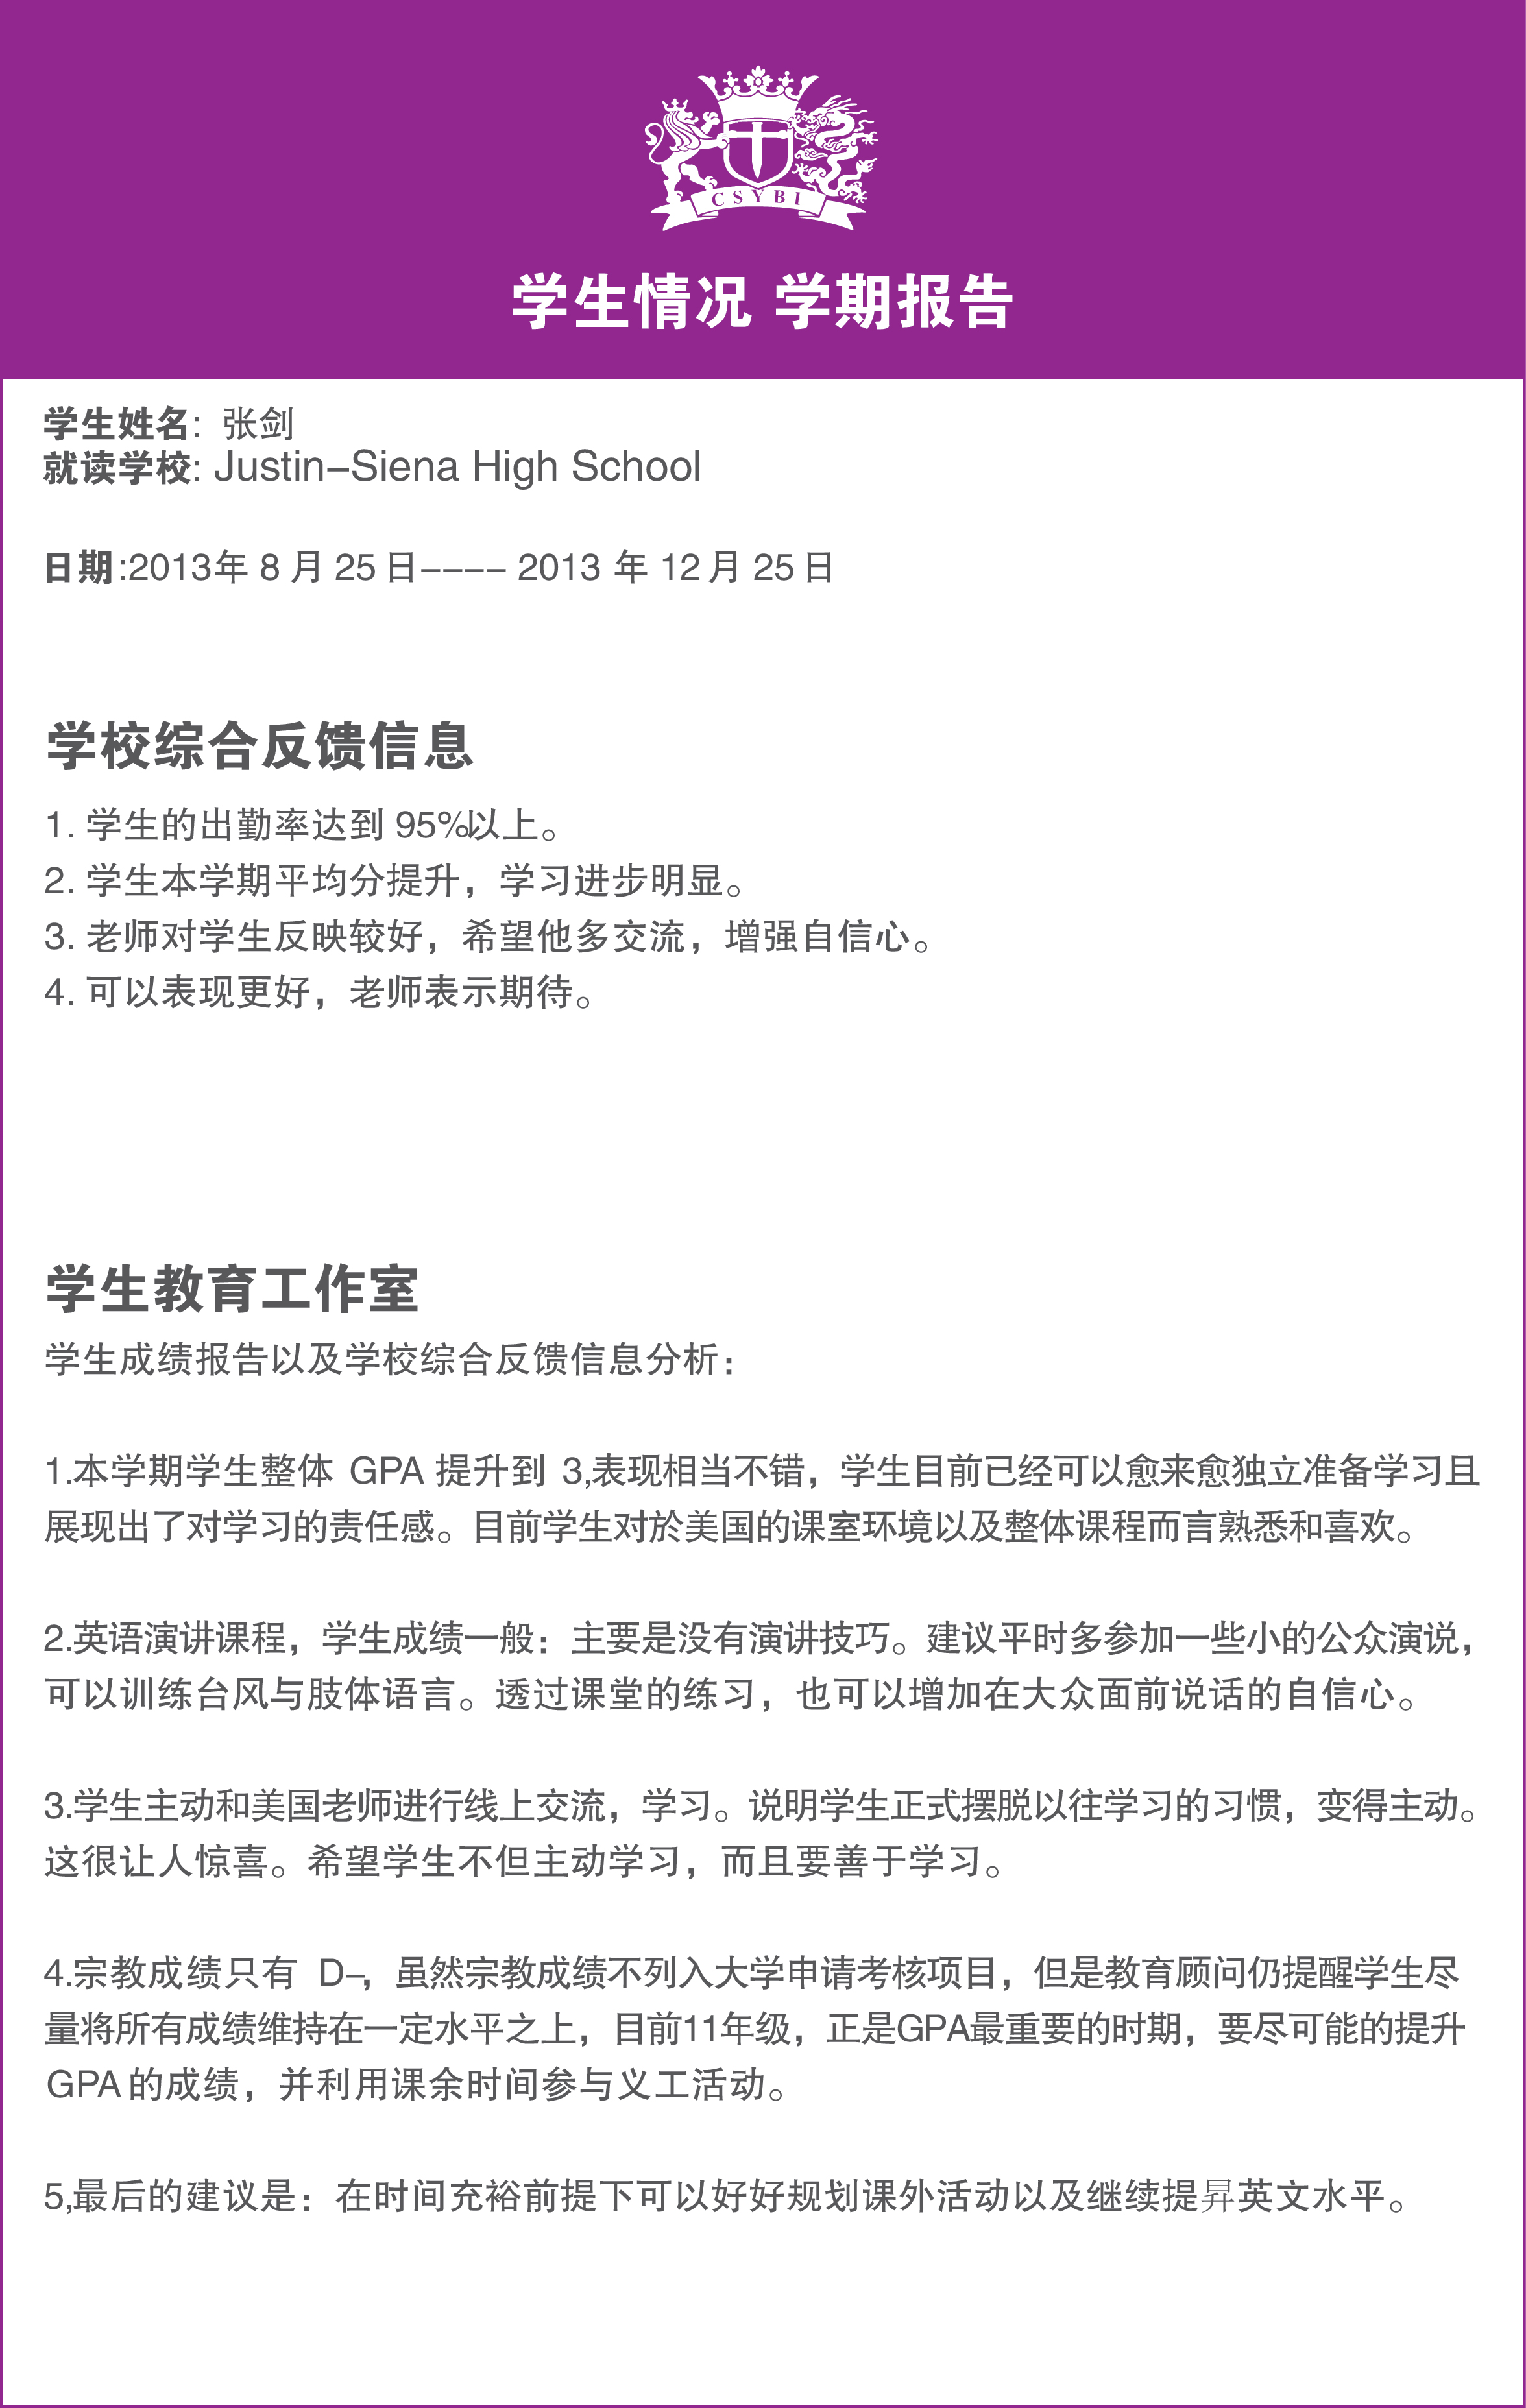 CSYBI
学生情况 学期报告
学生姓名: 张剑
就读学校: Justin-Siena High School
日期:2013年 8 月 25 日---- 2013 年 12 月 25 日
学校综合反馈信息
1. 学生的出勤率达到 95%以上。
2. 学生本学期平均分提升，学习进步明显。
3. 老师对学生反映较好，希望他多交流，增强自信心。
4. 可以表现更好，老师表示期待。
学生教育工作室
学生成绩报告以及学校综合反馈信息分析：
1.本学期学生整体 GPA 提升到 3,表现相当不错，学生目前已经可以愈来愈独立准备学习且
展现出了对学习的责任感。目前学生对於美国的课室环境以及整体课程而言熟悉和喜欢。
2.英语演讲课程，学生成绩一般：主要是没有演讲技巧。建议平时多参加一些小的公众演说，
可以训练台风与肢体语言。透过课堂的练习，也可以增加在大众面前说话的自信心。
3.学生主动和美国老师进行线上交流，学习。说明学生正式摆脱以往学习的习惯，变得主动。
这很让人惊喜。希望学生不但主动学习，而且要善于学习。
4.宗教成绩只有 D-，虽然宗教成绩不列入大学申请考核项目，但是教育顾问仍提醒学生尽
量将所有成绩维持在一定水平之上，目前11年级，正是GPA最重要的时期，要尽可能的提升
GPA 的成绩，并利用课余时间参与义工活动。
5,最后的建议是：在时间充裕前提下可以好好规划课外活动以及继续提昇英文水平。